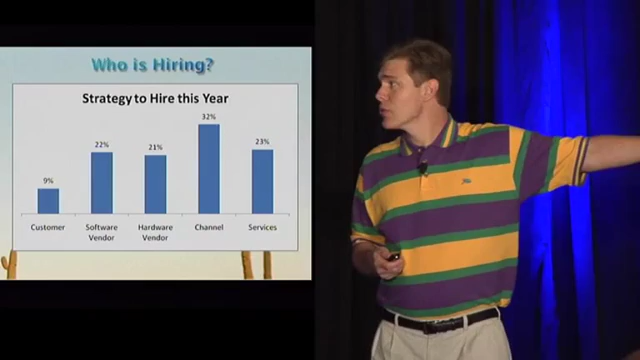 Who is Hiring?
Strategy to Hire this Year
9%
22%
21%
32%
23%
Customer
Software
Vendor
Hardware
Vendor
Channel
Services